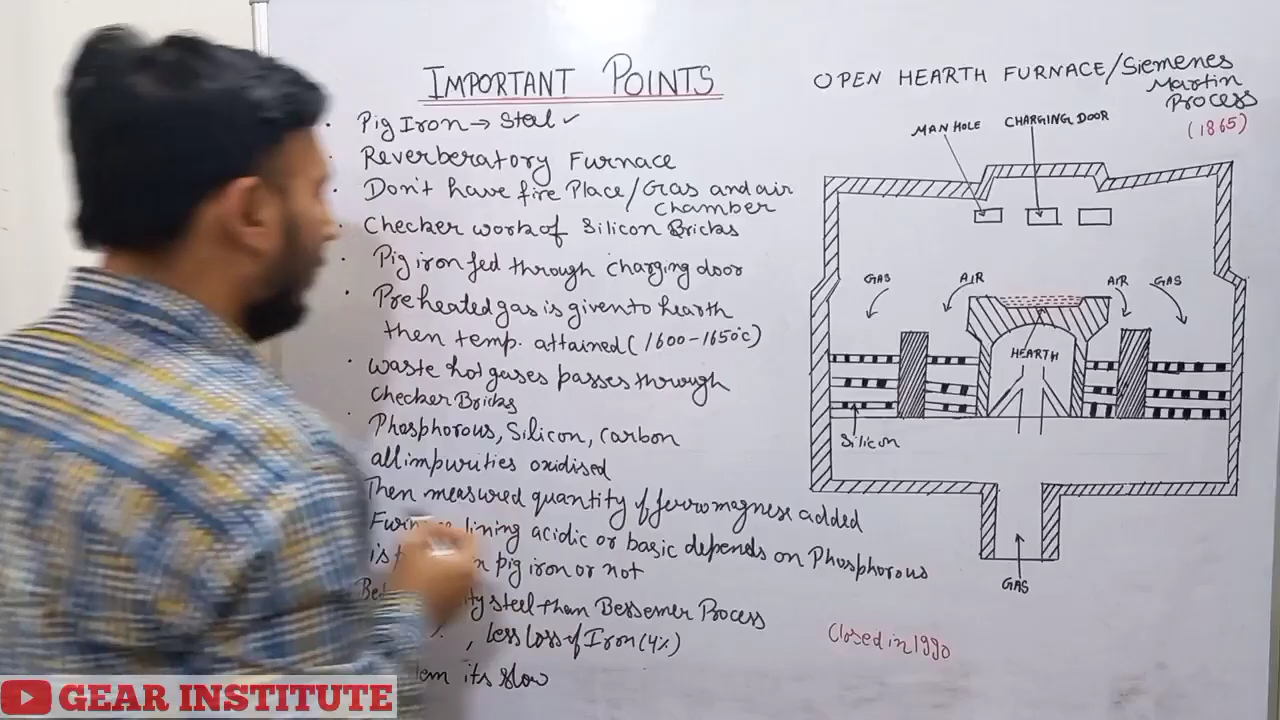 IMPORTANT POINTS
Pig Iron → Steel ✓
Reverberatory Furnace
Don't have fire Place/Gas and air
chamber
Checker work of Silicon Bricks
Pig iron fed through charging door
Preheated gas is given to hearth
then temp. attained (1600-1650°c)
waste hot gases passes through
checker Bricks
Phosphorous, Silicon, Carbon
all impurities oxidised
Then measured quantity of ferromagnese added
lining acidic or basic depends on Phosphorous
is pig iron or not
steel than Bessemer Process
, less loss of Iron (4%)
its slow
OPEN HEARTH FURNACE/Siemenes
Martin
Process
(1865)
MAN HOLE
CHARGING DOOR
GAS
AIR
AIR
GAS
HEARTH
Silicon
GAS
Closed in 1990
GEAR INSTITUTE